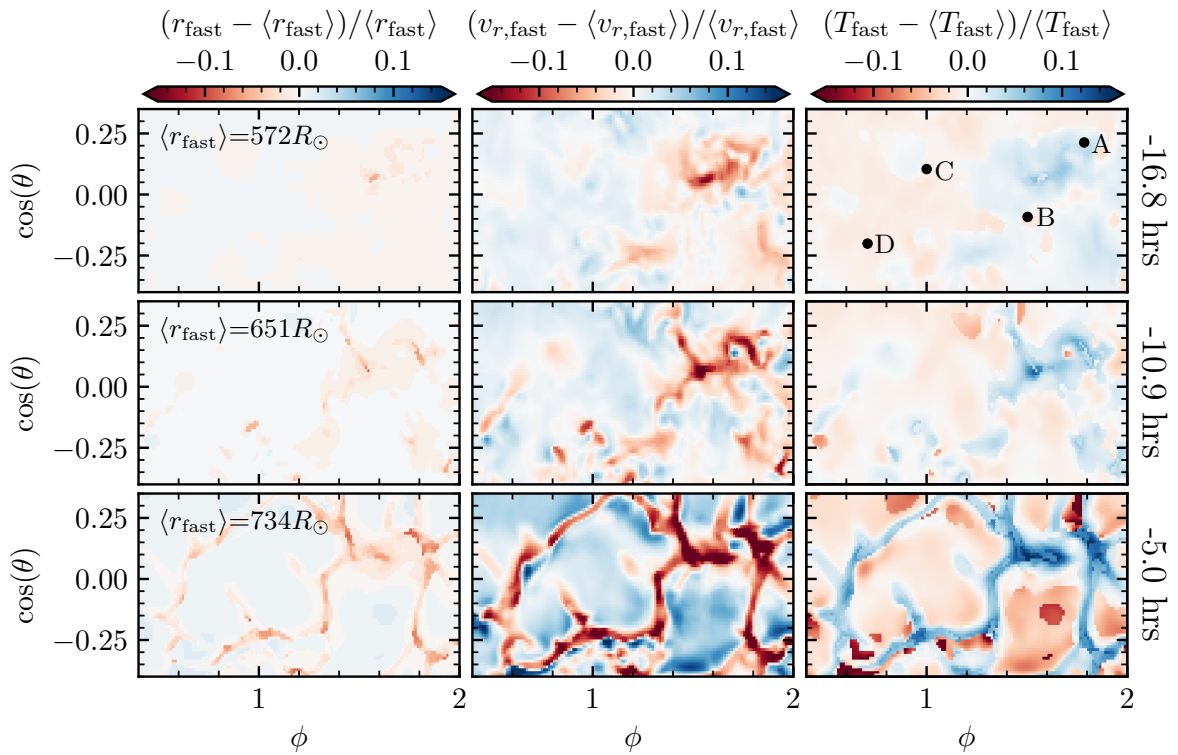 (r_fast − ⟨r_fast⟩)/⟨r_fast⟩ (v_r,fast − ⟨v_r,fast⟩)/⟨v_r,fast⟩ (T_fast − ⟨T_fast⟩)/⟨T_fast⟩
−0.1 0.0 0.1 −0.1 0.0 0.1 −0.1 0.0 0.1
⟨r_fast⟩=572R_⊙
cos(θ) 0.25 0.00 −0.25
A
C
B
D
-16.8 hrs
⟨r_fast⟩=651R_⊙
cos(θ) 0.25 0.00 −0.25
-10.9 hrs
⟨r_fast⟩=734R_⊙
cos(θ) 0.25 0.00 −0.25
-5.0 hrs
1 2 1 1 2
ϕ ϕ ϕ